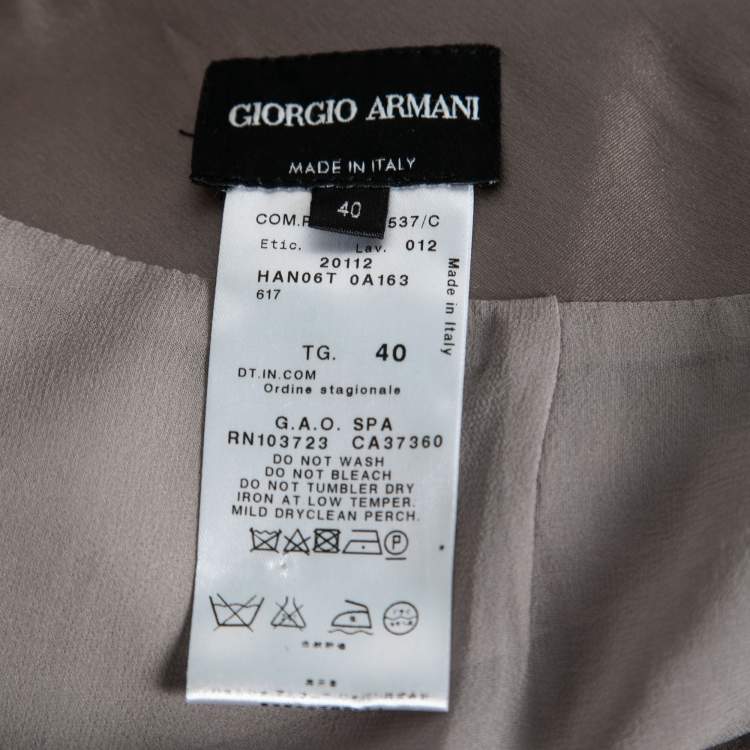 GIORGIO ARMANI
MADE IN ITALY
40
537/C
Etic. Lav. 012
20112
HAN06T 0A163
617
Made in Italy
TG. 40
DT.IN.COM
Ordine stagionale
G.A.O. SPA
RN103723 CA37360
DO NOT WASH
DO NOT BLEACH
DO NOT TUMBLER DRY
IRON AT LOW TEMPER.
MILD DRYCLEAN PERCH.
P